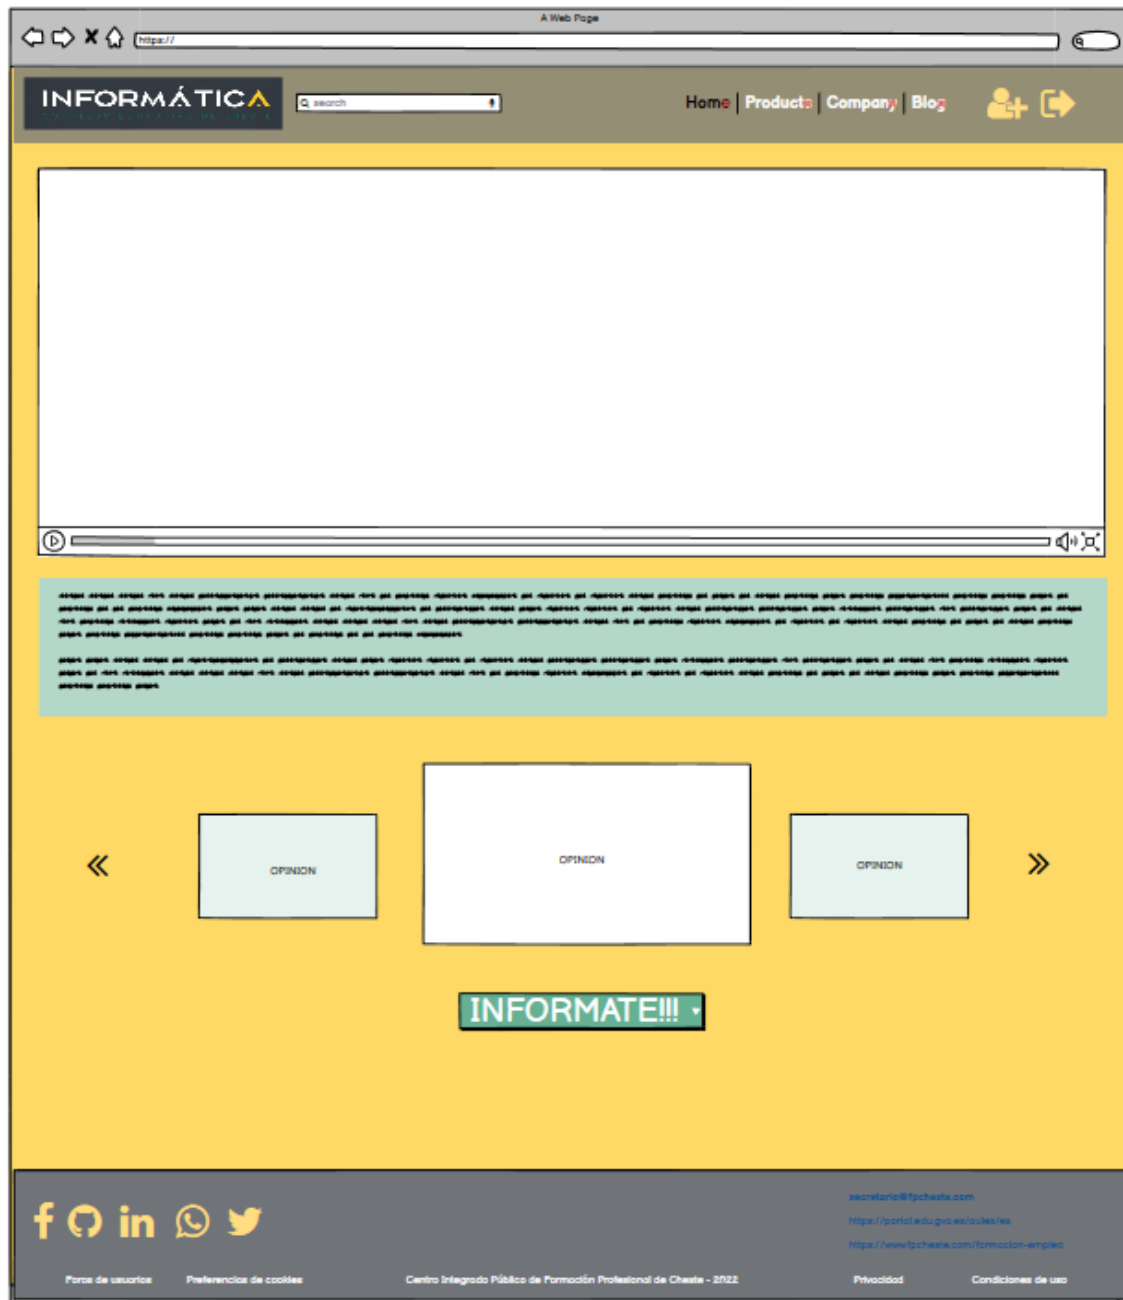 A Web Page
https://
INFORMÁTICA
search
Home | Products | Company | Blog
OPINION
OPINION
OPINION
INFORMATE!!!
secretaria@fpcheste.com
https://portal.edu.gva.es/aules/es
https://www.fpcheste.com/formacion-empleo
Foros de usuarios Preferencias de cookies Centro Integrado Público de Formación Profesional de Cheste - 2022 Privacidad Condiciones de uso